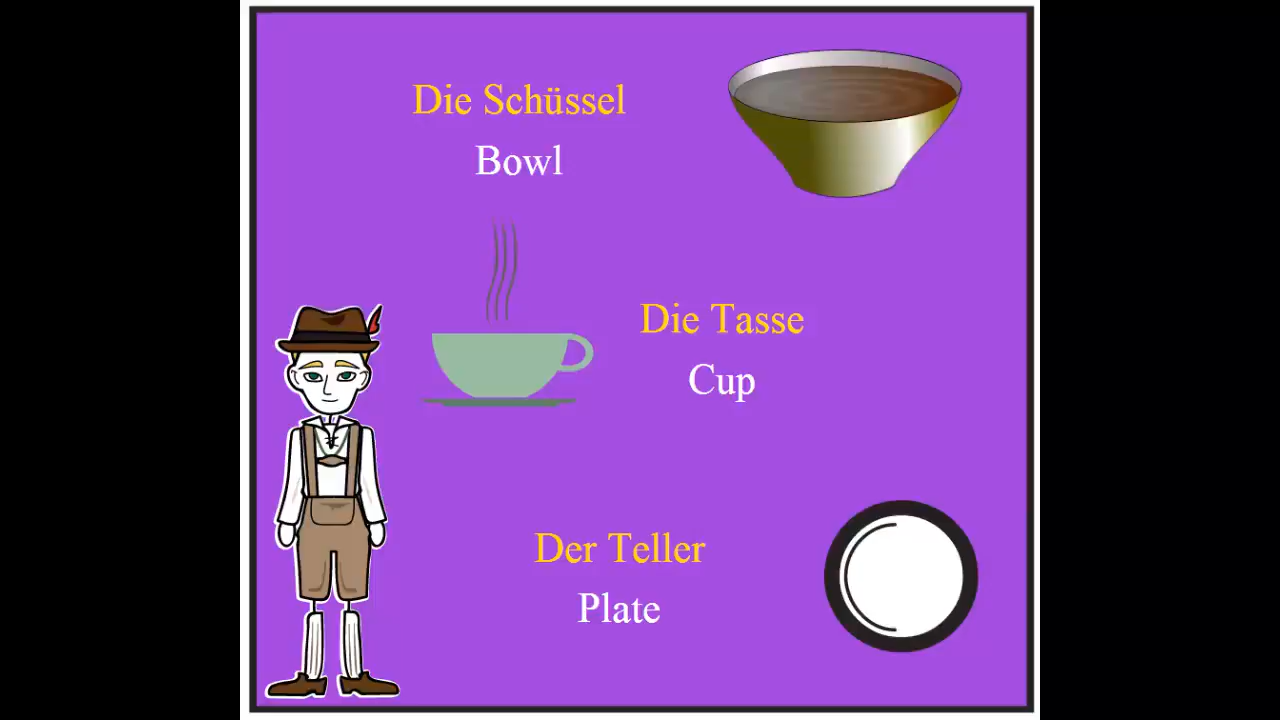 Die Schüssel
Bowl
Die Tasse
Cup
Der Teller
Plate